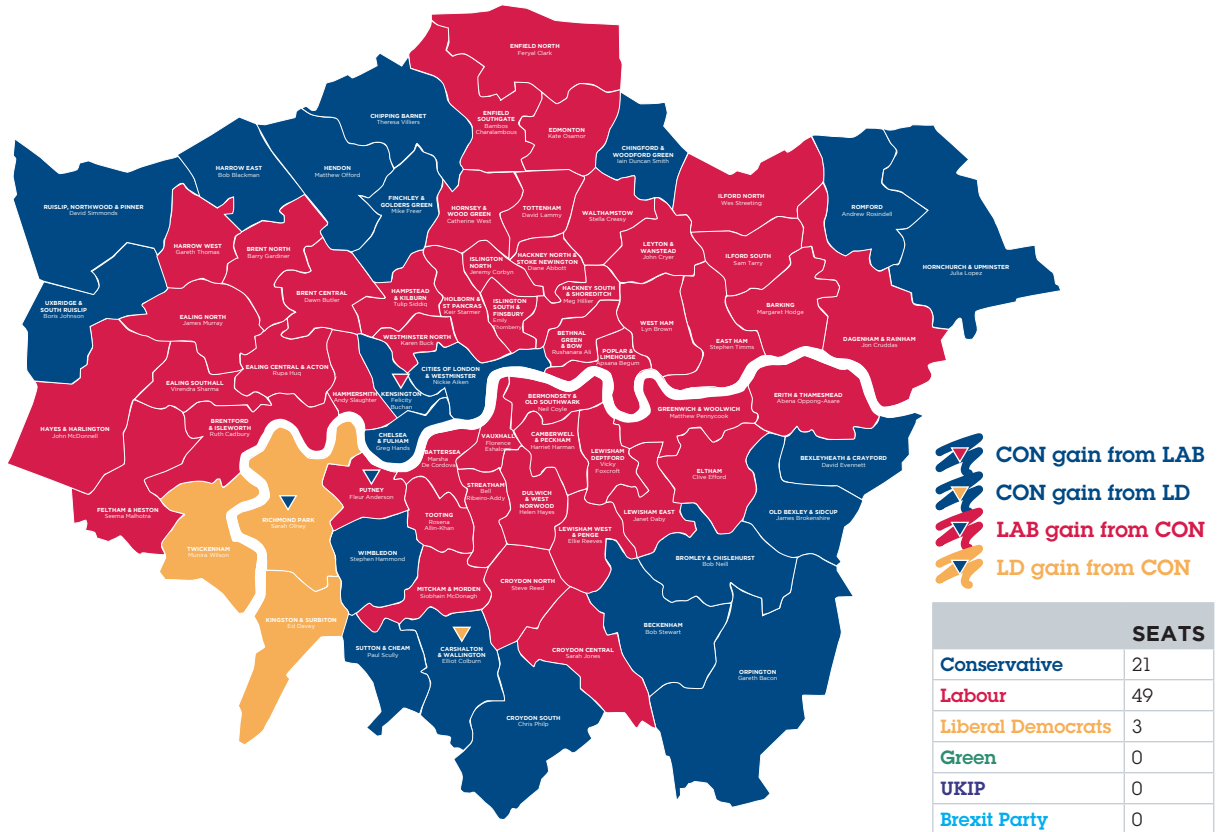 ENFIELD NORTH
Feryal Clark
CHIPPING BARNET
Theresa Villiers
ENFIELD
SOUTHGATE
Bambos
Charalambous
EDMONTON
Kate Osamor
CHINGFORD &
WOODFORD GREEN
Iain Duncan Smith
HARROW EAST
Bob Blackman
HENDON
Matthew Offord
FINCHLEY &
GOLDERS GREEN
Mike Freer
RUISLIP, NORTHWOOD & PINNER
David Simmonds
HORNSEY &
WOOD GREEN
Catherine West
TOTTENHAM
David Lammy
WALTHAMSTOW
Stella Creasy
ILFORD NORTH
Wes Streeting
ROMFORD
Andrew Rosindell
HORNCHURCH & UPMINSTER
Julia Lopez
HARROW WEST
Gareth Thomas
BRENT NORTH
Barry Gardiner
LEYTON &
WANSTEAD
John Cryer
ILFORD SOUTH
Sam Tarry
ISLINGTON
NORTH
Jeremy Corbyn
HACKNEY NORTH &
STOKE NEWINGTON
Diane Abbott
UXBRIDGE &
SOUTH RUISLIP
Boris Johnson
BRENT CENTRAL
Dawn Butler
HAMPSTEAD
& KILBURN
Tulip Siddiq
HOLBORN &
ST PANCRAS
Keir Starmer
ISLINGTON
SOUTH &
FINSBURY
Emily
Thornberry
HACKNEY SOUTH
& SHOREDITCH
Meg Hillier
BARKING
Margaret Hodge
EALING NORTH
James Murray
WEST HAM
Lyn Brown
EAST HAM
Stephen Timms
DAGENHAM & RAINHAM
Jon Cruddas
WESTMINSTER NORTH
Karen Buck
BETHNAL
GREEN
& BOW
Rushanara Ali
POPLAR &
LIMEHOUSE
Apsana Begum
EALING CENTRAL & ACTON
Rupa Huq
CITIES OF LONDON
& WESTMINSTER
Nickie Aiken
EALING SOUTHALL
Virendra Sharma
HAMMERSMITH
Andy Slaughter
KENSINGTON
Felicity
Buchan
BERMONDSEY &
OLD SOUTHWARK
Neil Coyle
GREENWICH & WOOLWICH
Matthew Pennycook
ERITH & THAMESMEAD
Abena Oppong-Asare
HAYES & HARLINGTON
John McDonnell
BRENTFORD
& ISLEWORTH
Ruth Cadbury
CHELSEA
& FULHAM
Greg Hands
VAUXHALL
Florence
Eshalomi
CAMBERWELL
& PECKHAM
Harriet Harman
BATTERSEA
Marsha
De Cordova
LEWISHAM
DEPTFORD
Vicky
Foxcroft
ELTHAM
Clive Efford
BEXLEYHEATH & CRAYFORD
David Evennett
PUTNEY
Fleur Anderson
STREATHAM
Bell
Ribeiro-Addy
DULWICH
& WEST
NORWOOD
Helen Hayes
OLD BEXLEY & SIDCUP
James Brokenshire
FELTHAM & HESTON
Seema Malhotra
RICHMOND PARK
Sarah Olney
TOOTING
Rosena
Allin-Khan
LEWISHAM EAST
Janet Daby
LEWISHAM WEST
& PENGE
Ellie Reeves
TWICKENHAM
Munira Wilson
WIMBLEDON
Stephen Hammond
BROMLEY & CHISLEHURST
Bob Neill
MITCHAM & MORDEN
Siobhain McDonagh
CROYDON NORTH
Steve Reed
KINGSTON & SURBITON
Ed Davey
BECKENHAM
Bob Stewart
SUTTON & CHEAM
Paul Scully
CARSHALTON
& WALLINGTON
Elliot Colburn
CROYDON CENTRAL
Sarah Jones
ORPINGTON
Gareth Bacon
CROYDON SOUTH
Chris Philp
CON gain from LAB
CON gain from LD
LAB gain from CON
LD gain from CON
SEATS
Conservative 21
Labour 49
Liberal Democrats 3
Green 0
UKIP 0
Brexit Party 0